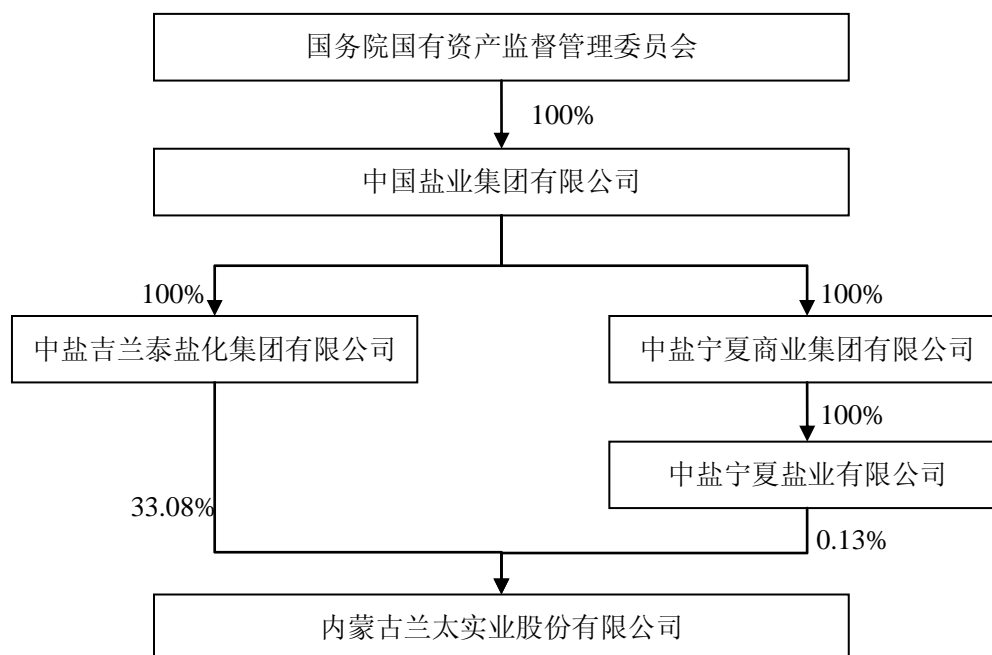 国务院国有资产监督管理委员会
100%
中国盐业集团有限公司
100%
100%
中盐吉兰泰盐化集团有限公司
中盐宁夏商业集团有限公司
100%
中盐宁夏盐业有限公司
33.08%
0.13%
内蒙古兰太实业股份有限公司